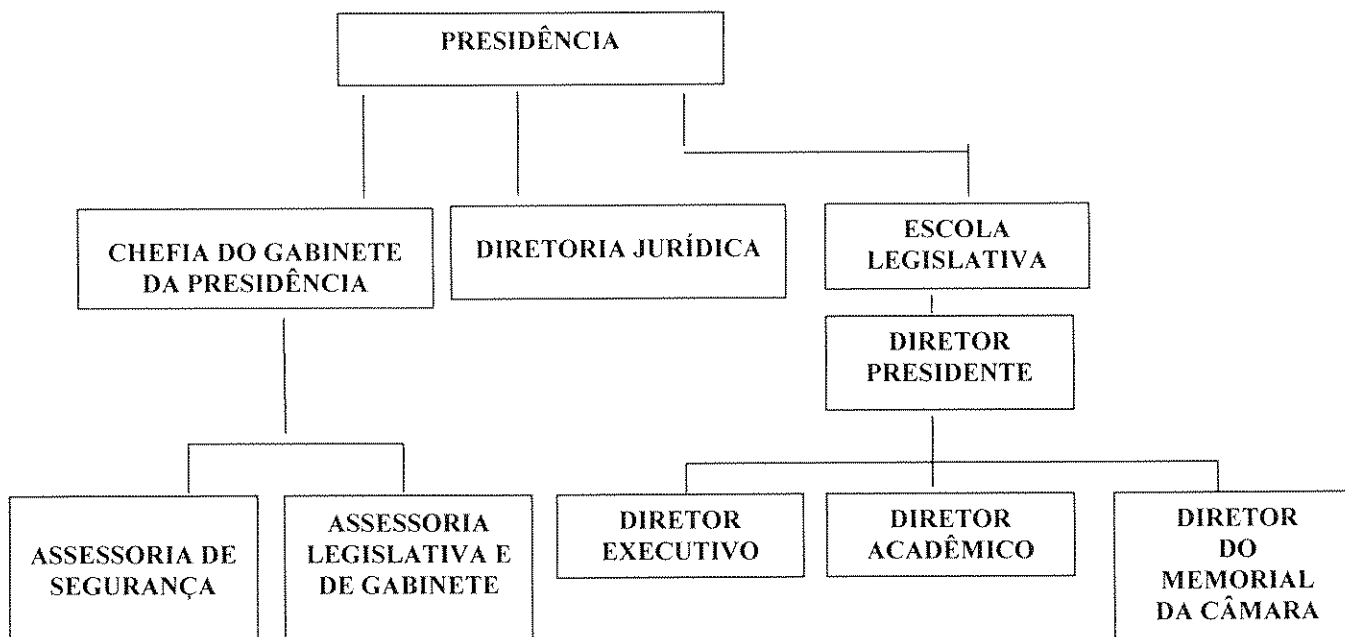 PRESIDÊNCIA
CHEFIA DO GABINETE
DA PRESIDÊNCIA
DIRETORIA JURÍDICA
ESCOLA
LEGISLATIVA
DIRETOR
PRESIDENTE
ASSESSORIA DE
SEGURANÇA
ASSESSORIA
LEGISLATIVA E
DE GABINETE
DIRETOR
EXECUTIVO
DIRETOR
ACADÊMICO
DIRETOR
DO
MEMORIAL
DA CÂMARA